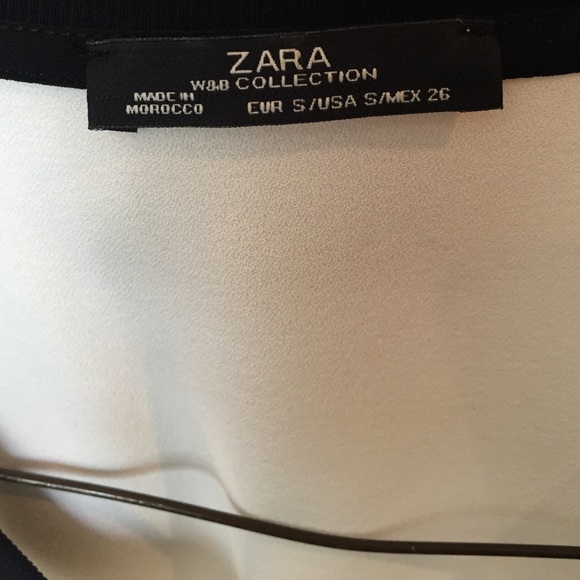 ZARA
W&B COLLECTION
MADE IN
MOROCCO
EUR S/USA S/MEX 26